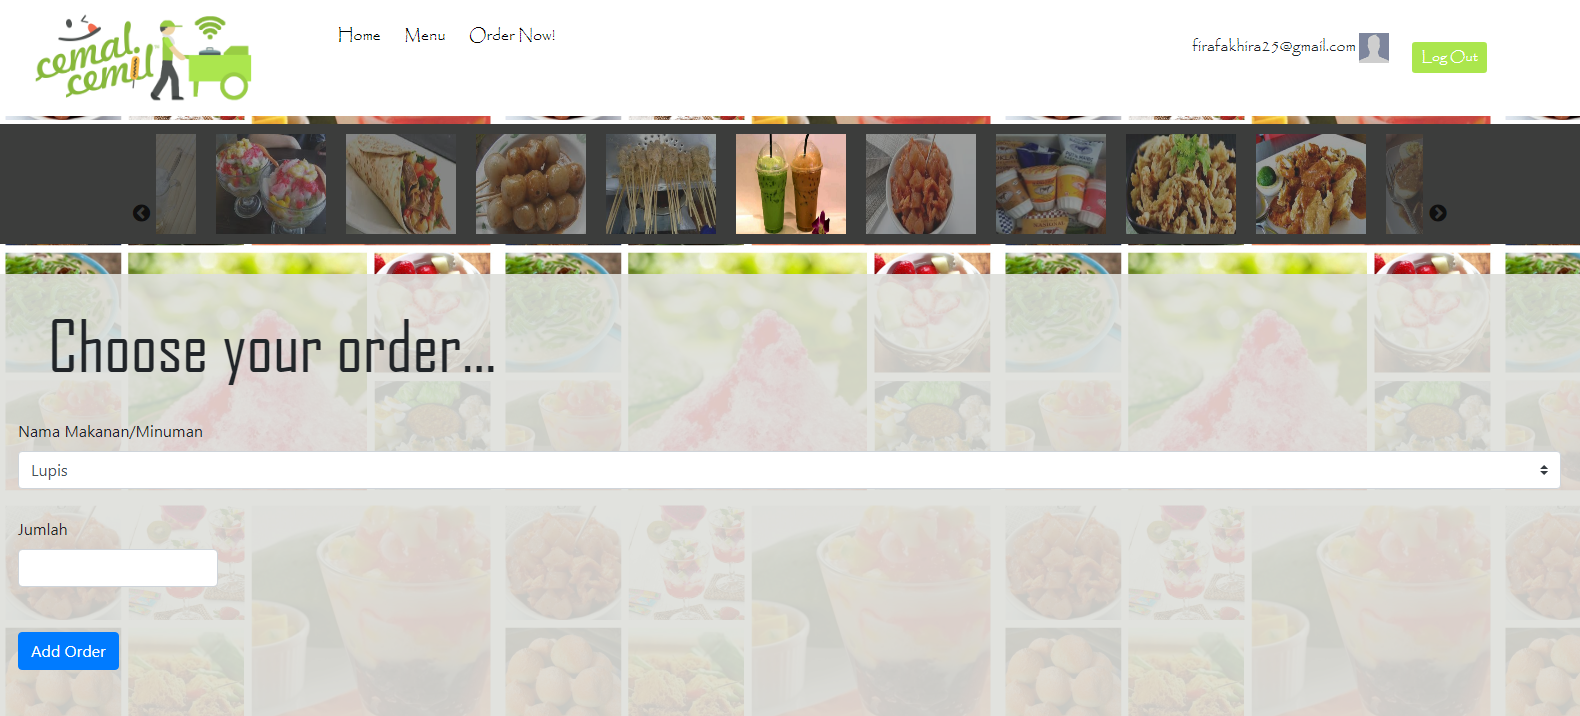 cemal.
cemil
Home
Menu
Order Now!
firafakhira25@gmail.com
Log Out
Choose your order...
Nama Makanan/Minuman
Lupis
Jumlah
Add Order